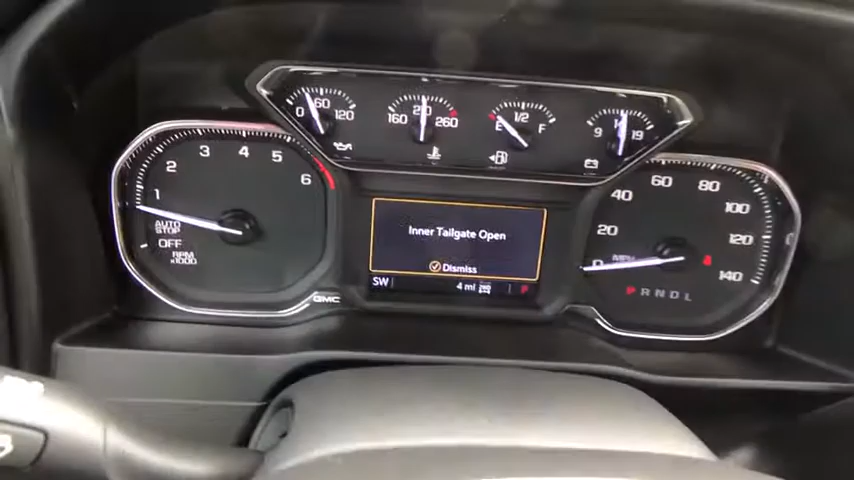 0 60 120
160 210 260
E 1/2 F
9 14 19
1 2 3 4 5 6
AUTO
STOP
OFF
RPM
x1000
Inner Tailgate Open
Dismiss
SW
4 mi
P
GMC
0 20 40 60 80 100 120 140
MPH
P R N D L